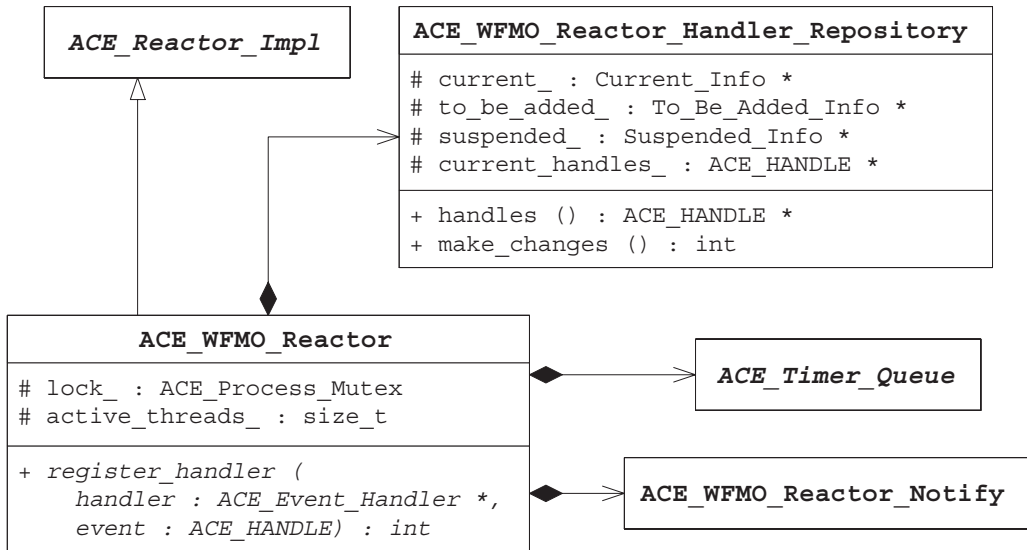 ACE_Reactor_Impl
ACE_WFMO_Reactor_Handler_Repository
# current_ : Current_Info *
# to_be_added_ : To_Be_Added_Info *
# suspended_ : Suspended_Info *
# current_handles_ : ACE_HANDLE *
+ handles () : ACE_HANDLE *
+ make_changes () : int
ACE_WFMO_Reactor
# lock_ : ACE_Process_Mutex
# active_threads_ : size_t
+ register_handler (
handler : ACE_Event_Handler *,
event : ACE_HANDLE) : int
ACE_Timer_Queue
ACE_WFMO_Reactor_Notify